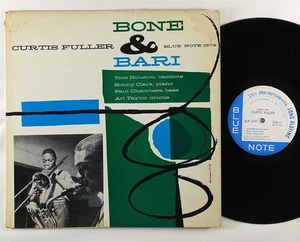 BONE
CURTIS FULLER & BLUE NOTE 1572
BARI
Tate Houston, baritone
Sonny Clark, piano
Paul Chambers, bass
Art Taylor, drums
CURTIS FULLER
BLUE
NOTE